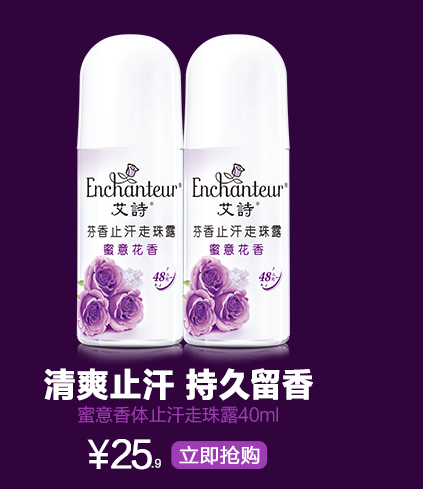 Enchanteur® Enchanteur®
艾詩® 艾詩®
芬香止汗走珠露 芬香止汗走珠露
蜜意花香 蜜意花香
48 48
清爽止汗 持久留香
蜜意香体止汗走珠露40ml
¥25.9 立即抢购